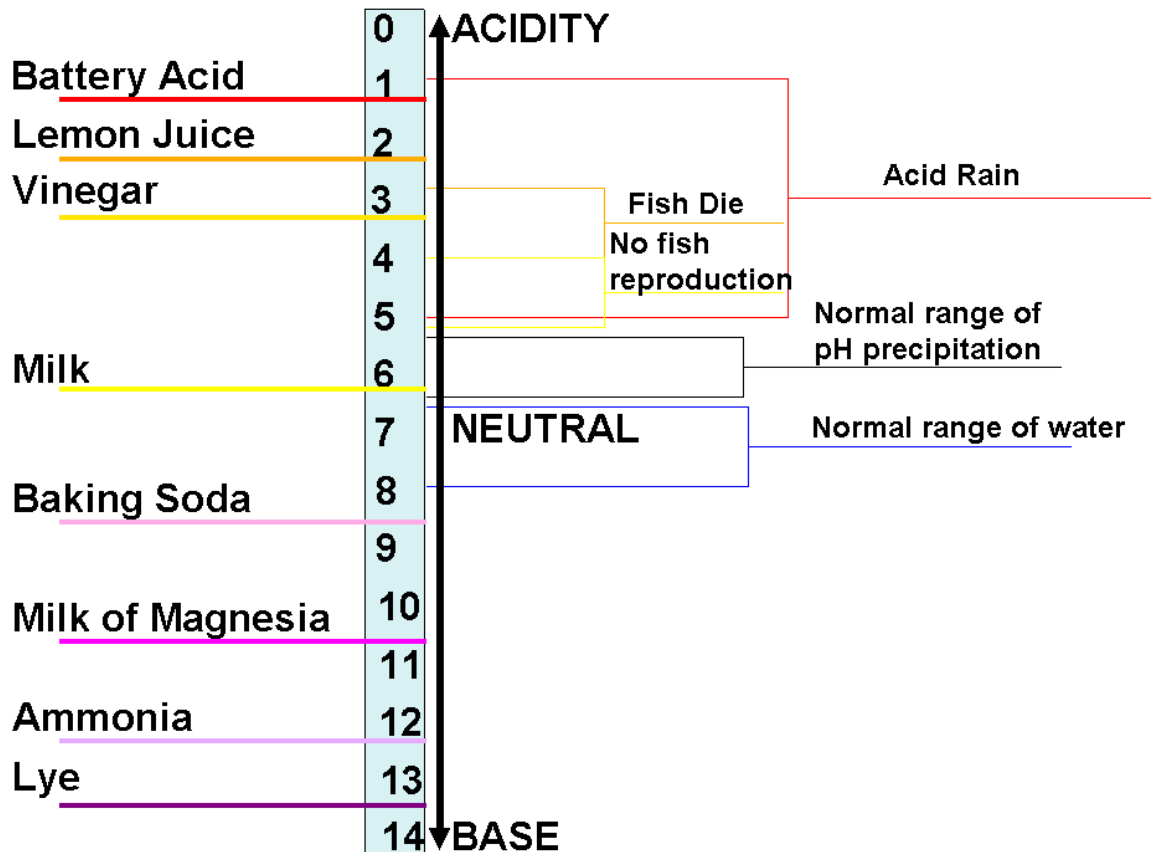 0 ACIDITY
Battery Acid 1
Lemon Juice 2
Vinegar 3
Acid Rain
Fish Die
4 No fish
reproduction
5 Normal range of
pH precipitation
Milk 6
7 NEUTRAL Normal range of water
8
Baking Soda
9
10
Milk of Magnesia
11
Ammonia 12
Lye 13
14 BASE